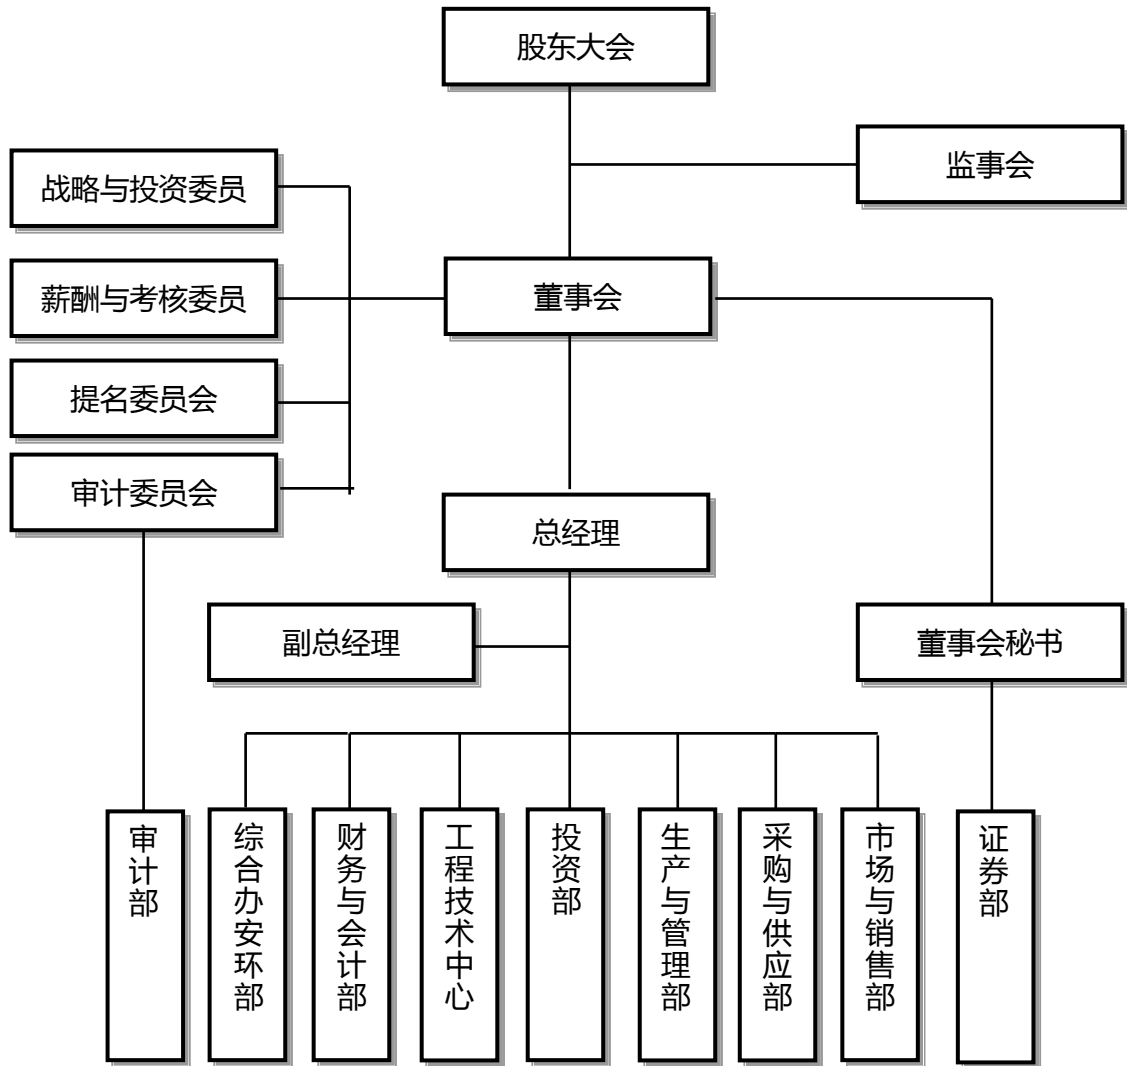 股东大会
监事会
战略与投资委员
薪酬与考核委员
董事会
提名委员会
审计委员会
总经理
副总经理
董事会秘书
审计部
综合办安环部
财务与会计部
工程技术中心
投资部
生产与管理部
采购与供应部
市场与销售部
证券部